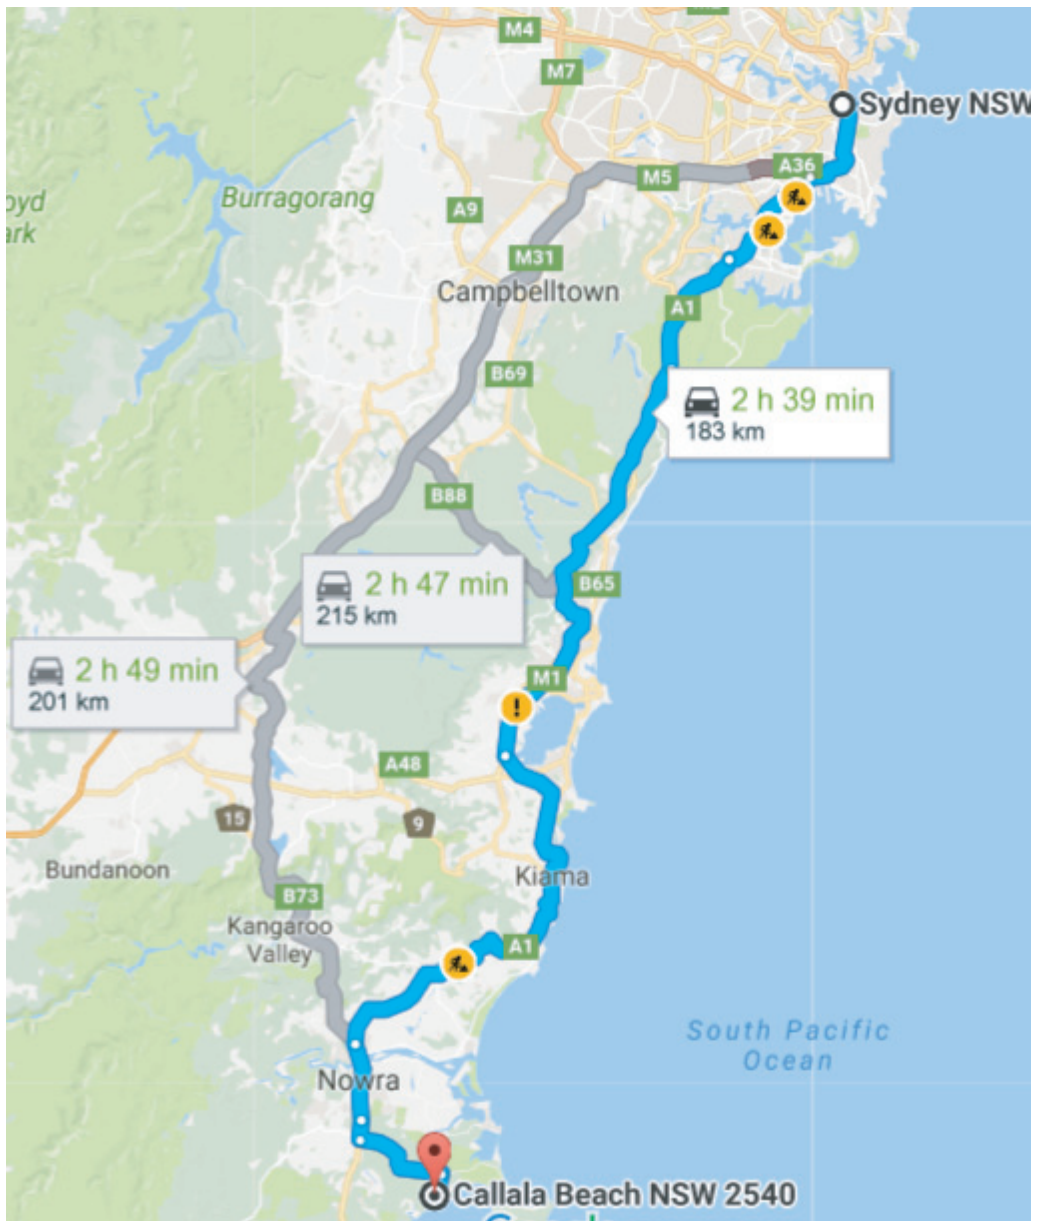 M4
M7
Sydney NSW
A36
M5
oyd
ark
Burragorang
A9
M31
Campbelltown
A1
B69
2 h 39 min
183 km
B88
2 h 47 min
215 km
B65
2 h 49 min
201 km
M1
A48
15
9
Bundanoon
Kiama
B73
Kangaroo
Valley
A1
South Pacific
Ocean
Nowra
Callala Beach NSW 2540